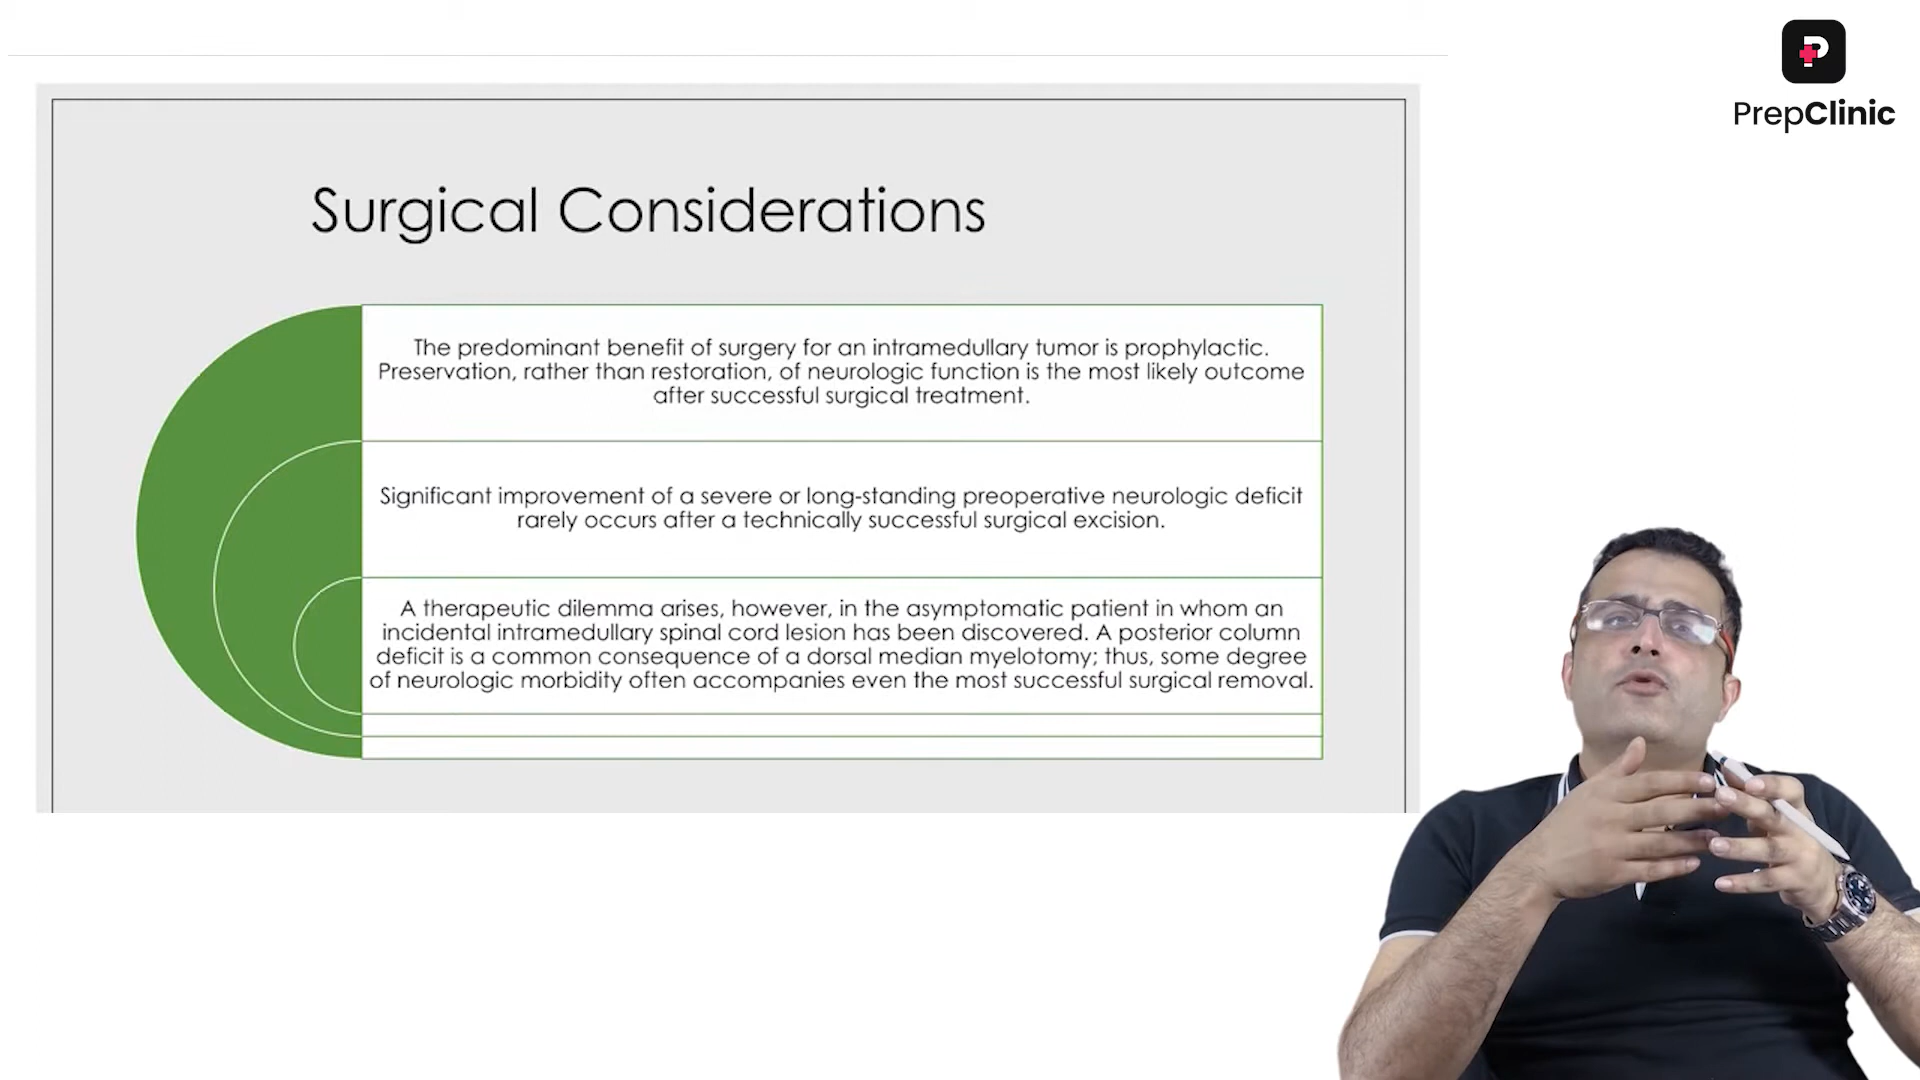 PrepClinic
Surgical Considerations
The predominant benefit of surgery for an intramedullary tumor is prophylactic.
Preservation, rather than restoration, of neurologic function is the most likely outcome
after successful surgical treatment.
Significant improvement of a severe or long-standing preoperative neurologic deficit
rarely occurs after a technically successful surgical excision.
A therapeutic dilemma arises, however, in the asymptomatic patient in whom an
incidental intramedullary spinal cord lesion has been discovered. A posterior column
deficit is a common consequence of a dorsal median myelotomy; thus, some degree
of neurologic morbidity often accompanies even the most successful surgical removal.